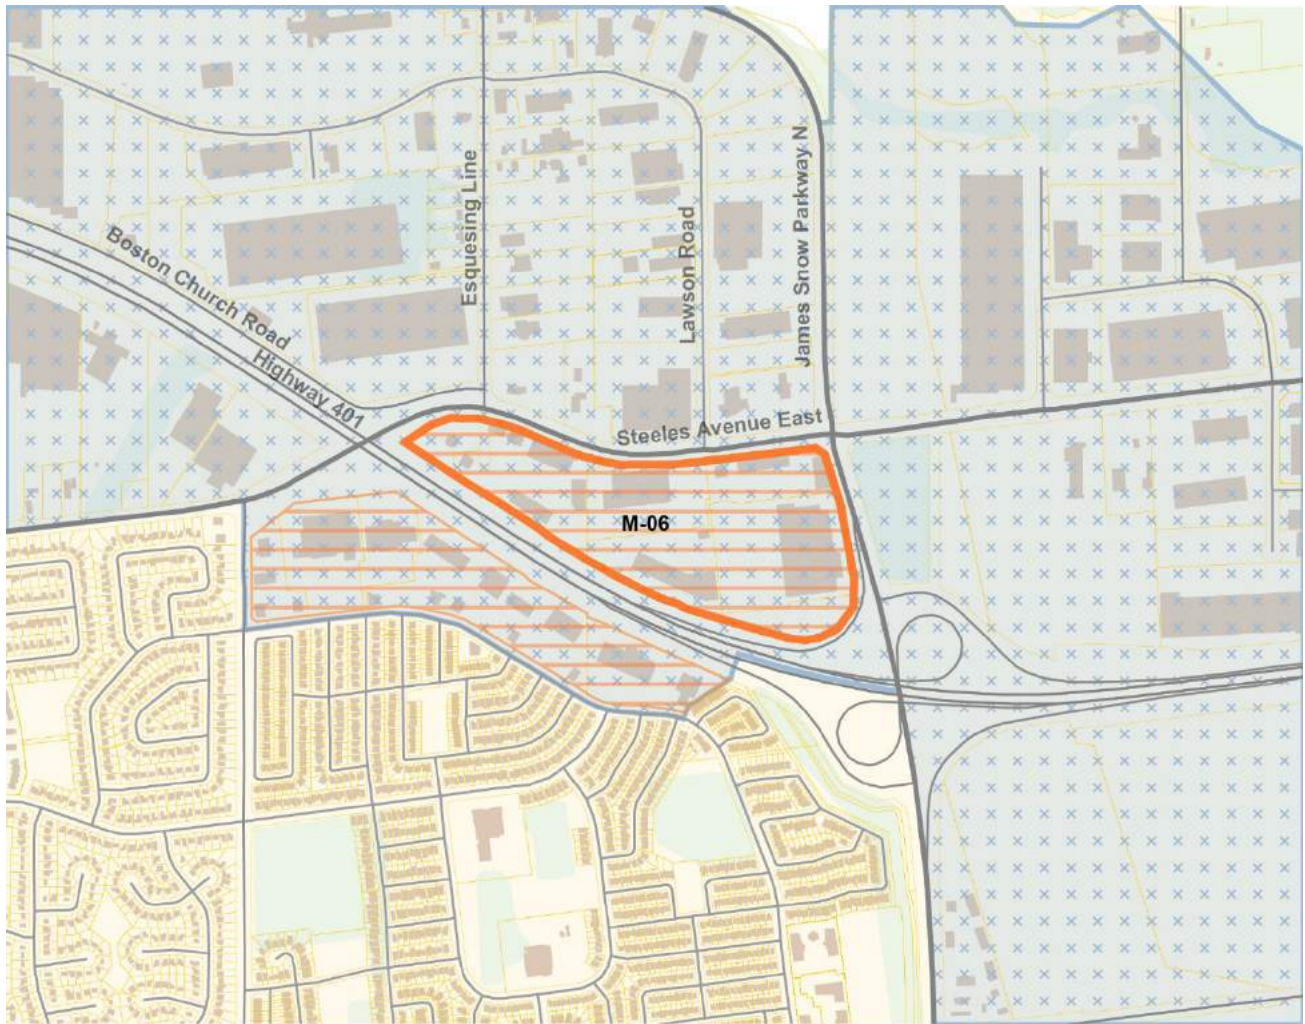 Esquesing Line
Lawson Road
James Snow Parkway N
Boston Church Road
Highway 401
Steeles Avenue East
M-06